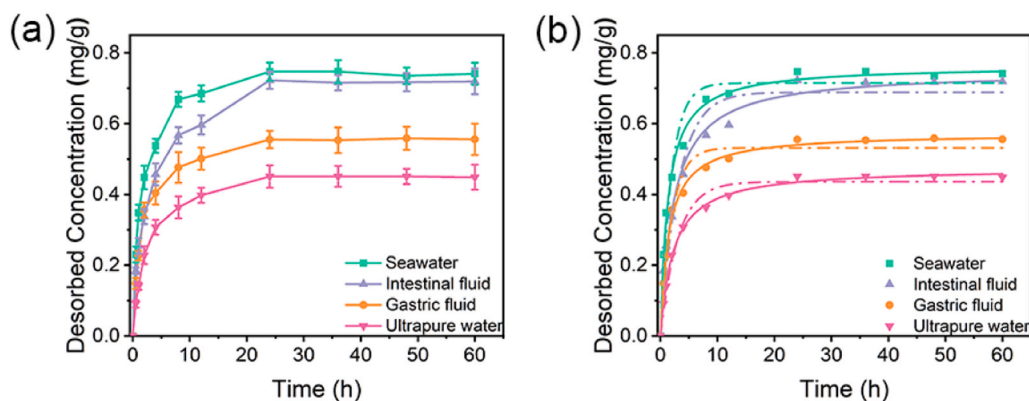 (a)
Desorbed Concentration (mg/g)
0.8
0.6
0.4
0.2
0.0
Seawater
Intestinal fluid
Gastric fluid
Ultrapure water
0 10 20 30 40 50 60
Time (h)
(b)
Desorbed Concentration (mg/g)
0.8
0.6
0.4
0.2
0.0
Seawater
Intestinal fluid
Gastric fluid
Ultrapure water
0 10 20 30 40 50 60
Time (h)